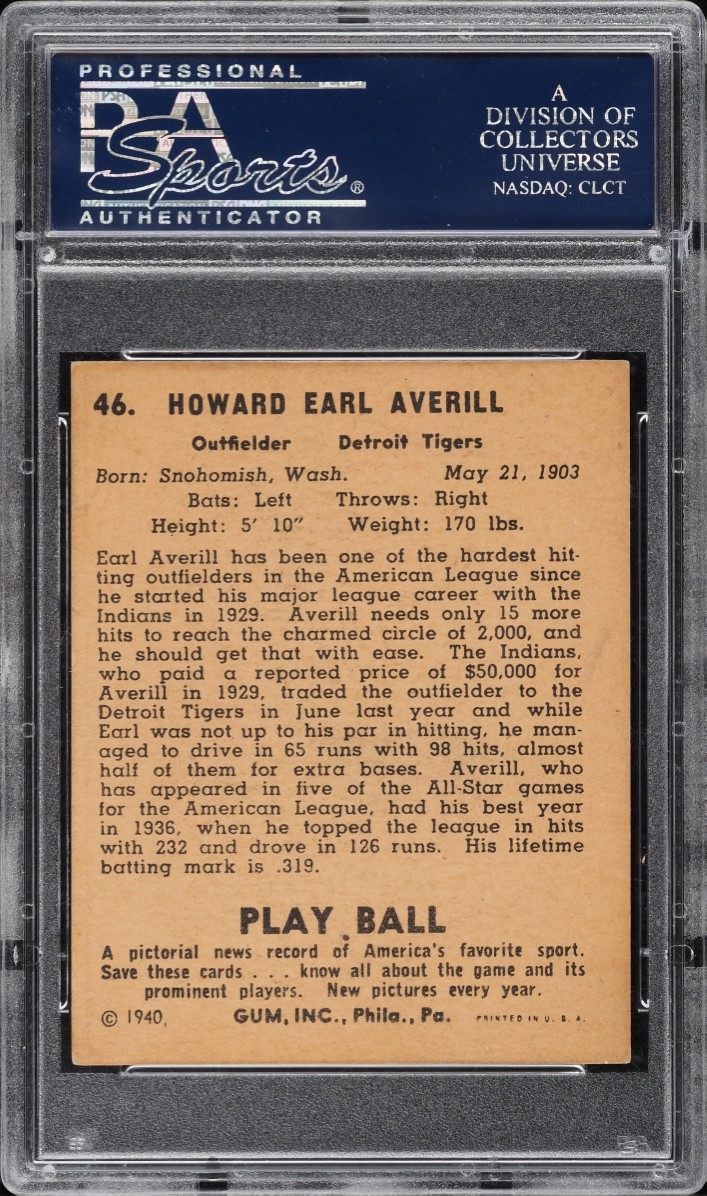 PROFESSIONAL
PSA
Sports®
AUTHENTICATOR
A
DIVISION OF
COLLECTORS
UNIVERSE
NASDAQ: CLCT
46. HOWARD EARL AVERILL
Outfielder Detroit Tigers
Born: Snohomish, Wash. May 21, 1903
Bats: Left Throws: Right
Height: 5′ 10″ Weight: 170 lbs.
Earl Averill has been one of the hardest hit-
ting outfielders in the American League since
he started his major league career with the
Indians in 1929. Averill needs only 15 more
hits to reach the charmed circle of 2,000, and
he should get that with ease. The Indians,
who paid a reported price of $50,000 for
Averill in 1929, traded the outfielder to the
Detroit Tigers in June last year and while
Earl was not up to his par in hitting, he man-
aged to drive in 65 runs with 98 hits, almost
half of them for extra bases. Averill, who
has appeared in five of the All-Star games
for the American League, had his best year
in 1936, when he topped the league in hits
with 232 and drove in 126 runs. His lifetime
batting mark is .319.
PLAY BALL
A pictorial news record of America's favorite sport.
Save these cards . . . know all about the game and its
prominent players. New pictures every year.
© 1940, GUM, INC., Phila., Pa. PRINTED IN U. S. A.